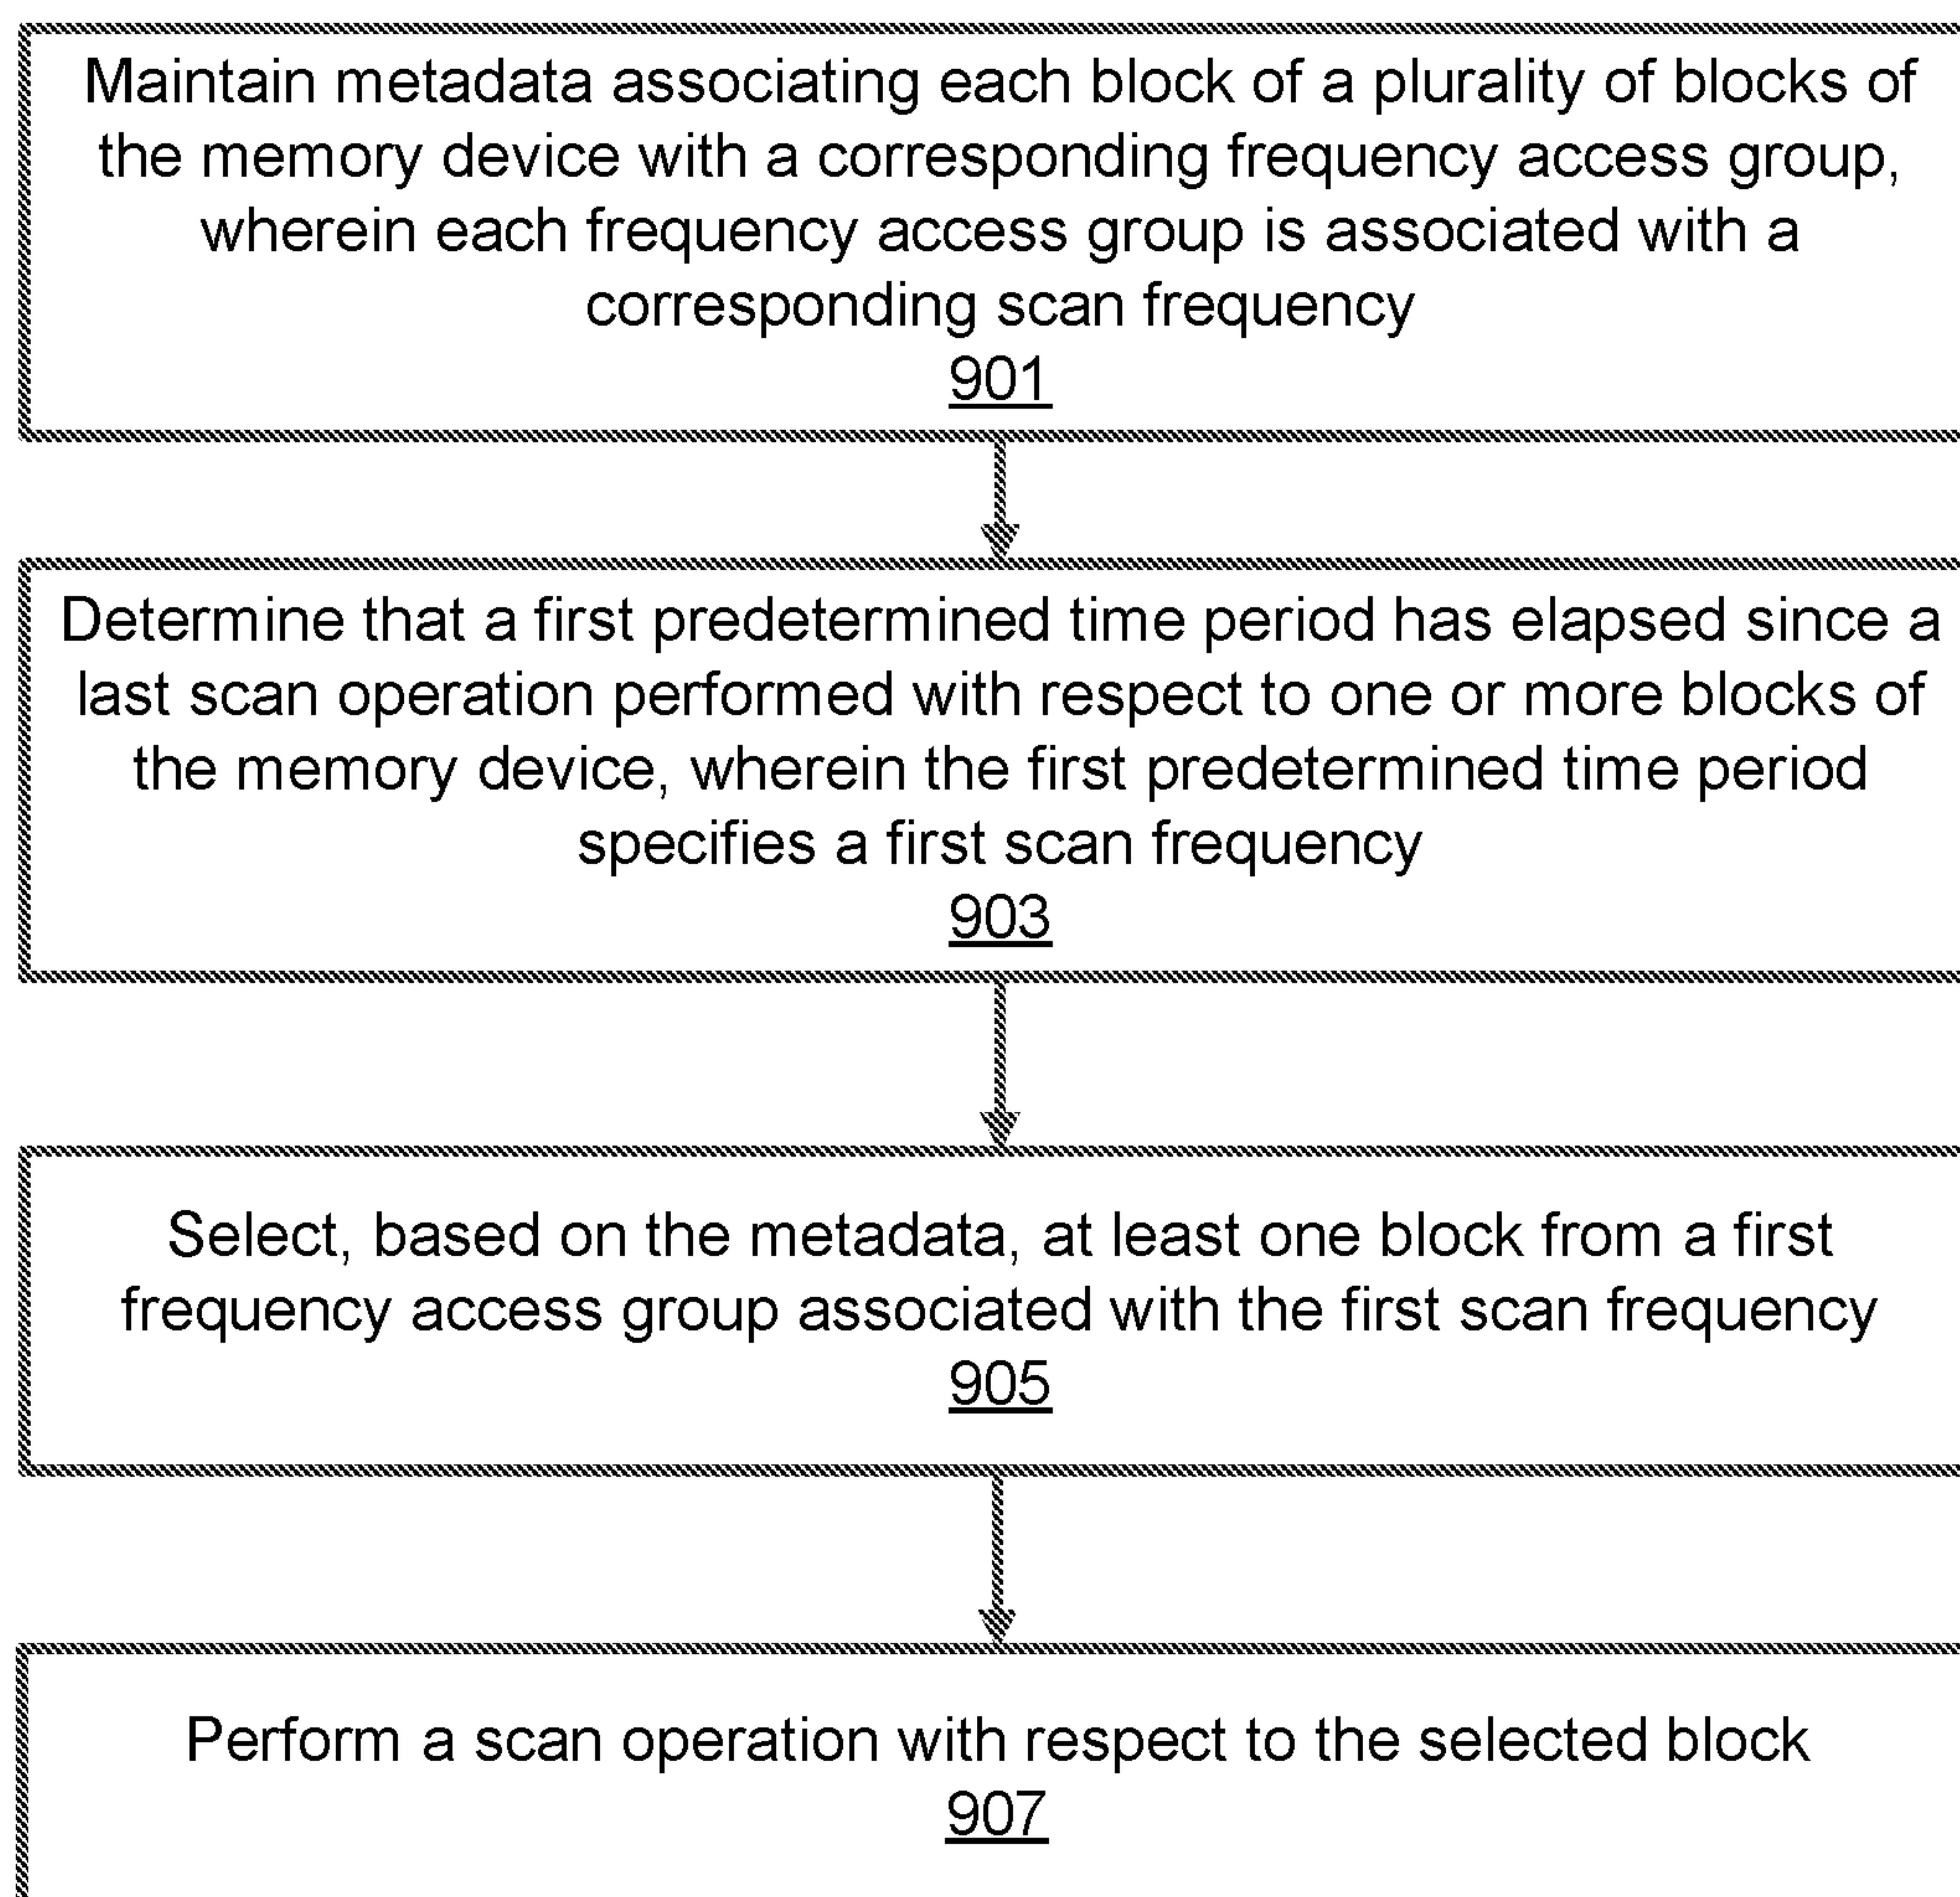 Maintain metadata associating each block of a plurality of blocks of
the memory device with a corresponding frequency access group,
wherein each frequency access group is associated with a
corresponding scan frequency
901
Determine that a first predetermined time period has elapsed since a
last scan operation performed with respect to one or more blocks of
the memory device, wherein the first predetermined time period
specifies a first scan frequency
903
Select, based on the metadata, at least one block from a first
frequency access group associated with the first scan frequency
905
Perform a scan operation with respect to the selected block
907